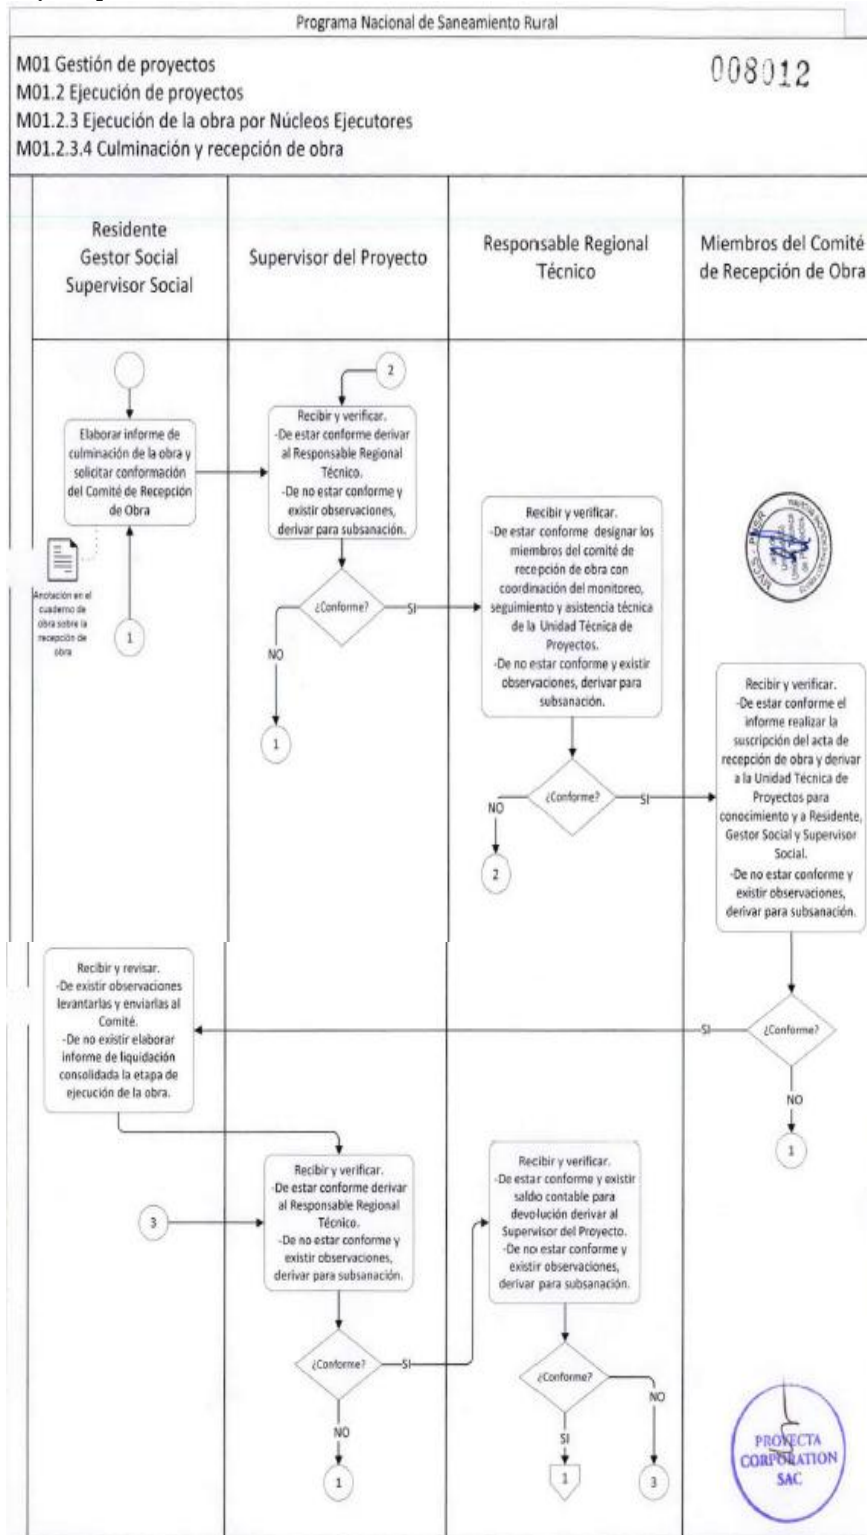 Programa Nacional de Saneamiento Rural
M01 Gestión de proyectos
M01.2 Ejecución de proyectos
M01.2.3 Ejecución de la obra por Núcleos Ejecutores
M01.2.3.4 Culminación y recepción de obra
008012
Residente
Gestor Social
Supervisor Social
Supervisor del Proyecto
Responsable Regional
Técnico
Miembros del Comité
de Recepción de Obra
Elaborar informe de
culminación de la obra y
solicitar conformación
del Comité de Recepción
de Obra
Anotación en el
cuaderno de
obra sobre la
recepción de
obra
1
2
Recibir y verificar.
-De estar conforme derivar
al Responsable Regional
Técnico.
-De no estar conforme y
existir observaciones,
derivar para subsanación.
¿Conforme?
SI
NO
1
Recibir y verificar.
-De estar conforme designar los
miembros del comité de
recepción de obra con
coordinación del monitoreo,
seguimiento y asistencia técnica
de la Unidad Técnica de
Proyectos.
-De no estar conforme y existir
observaciones, derivar para
subsanación.
¿Conforme?
SI
NO
2
Recibir y verificar.
-De estar conforme el
informe realizar la
suscripción del acta de
recepción de obra y derivar
a la Unidad Técnica de
Proyectos para
conocimiento y a Residente,
Gestor Social y Supervisor
Social.
-De no estar conforme y
existir observaciones,
derivar para subsanación.
¿Conforme?
SI
NO
1
Recibir y revisar.
-De existir observaciones
levantarlas y enviarlas al
Comité.
-De no existir elaborar
informe de liquidación
consolidada la etapa de
ejecución de la obra.
3
Recibir y verificar.
-De estar conforme derivar
al Responsable Regional
Técnico.
-De no estar conforme y
existir observaciones,
derivar para subsanación.
¿Conforme?
SI
NO
1
Recibir y verificar.
-De estar conforme y existir
saldo contable para
devolución derivar al
Supervisor del Proyecto.
-De no estar conforme y
existir observaciones,
derivar para subsanación.
¿Conforme?
NO
SI
1
3
PROYECTA
CORPORATION
SAC